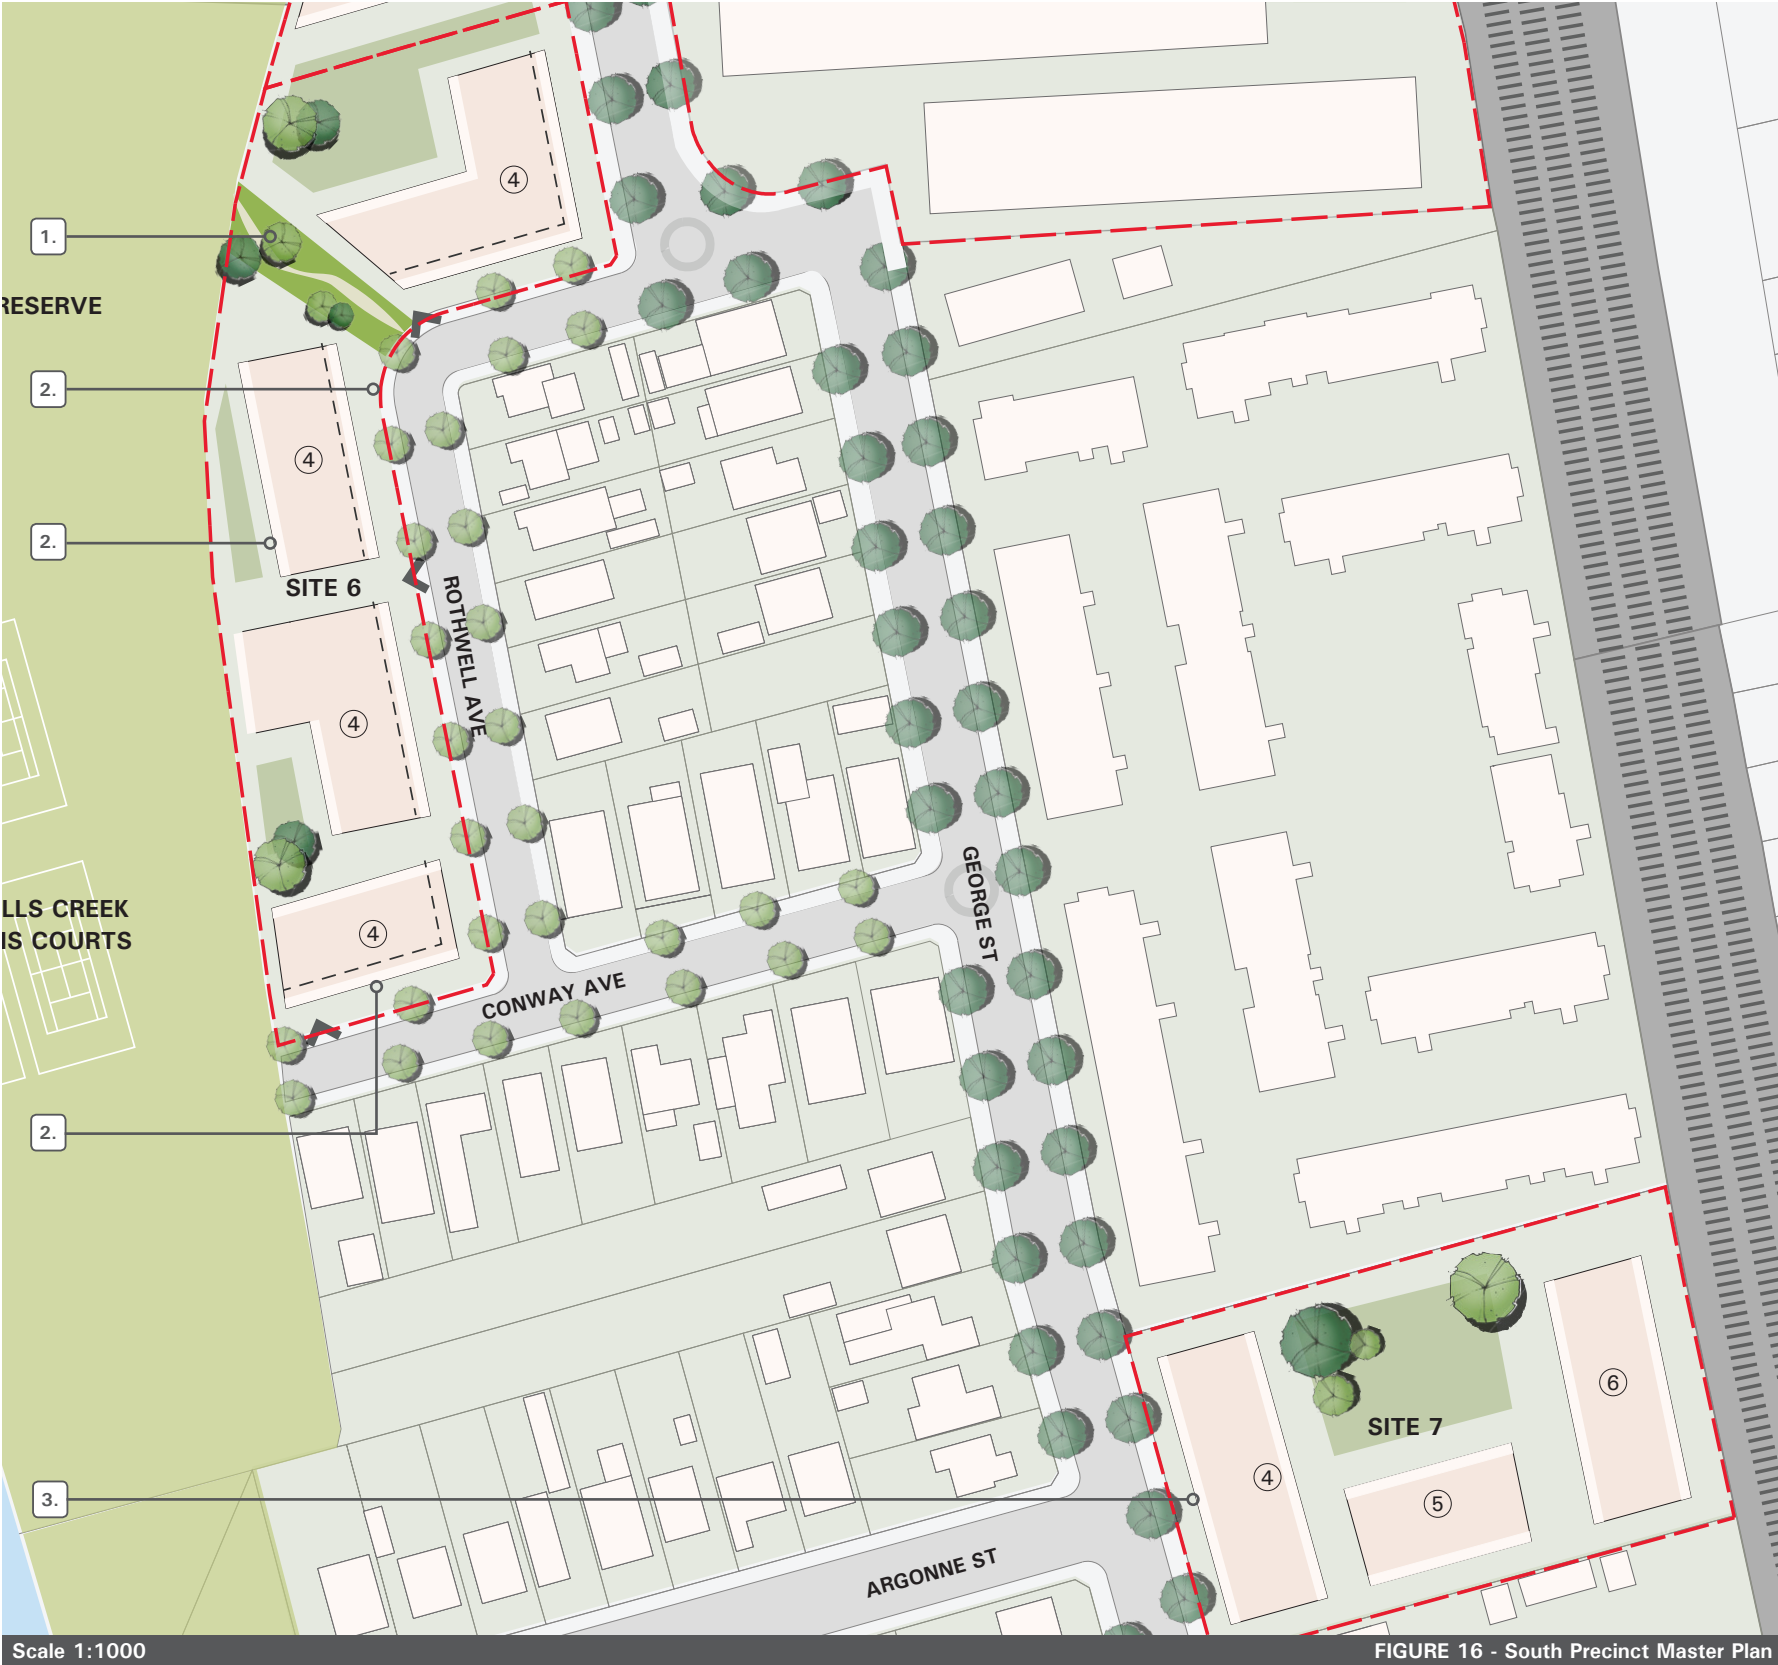 4
1.
RESERVE
2.
4
2.
SITE 6
ROTHWELL AVE
4
GEORGE ST
LLS CREEK
IS COURTS
4
CONWAY AVE
2.
6
SITE 7
4
3.
5
ARGONNE ST
Scale 1:1000
FIGURE 16 - South Precinct Master Plan